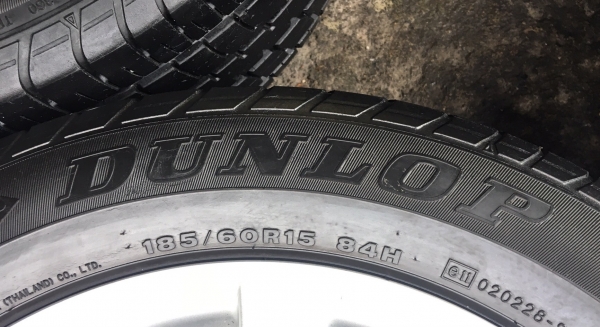 DUNLOP
185/60R15 84H
(THAILAND) CO., LTD.
e11 020228-